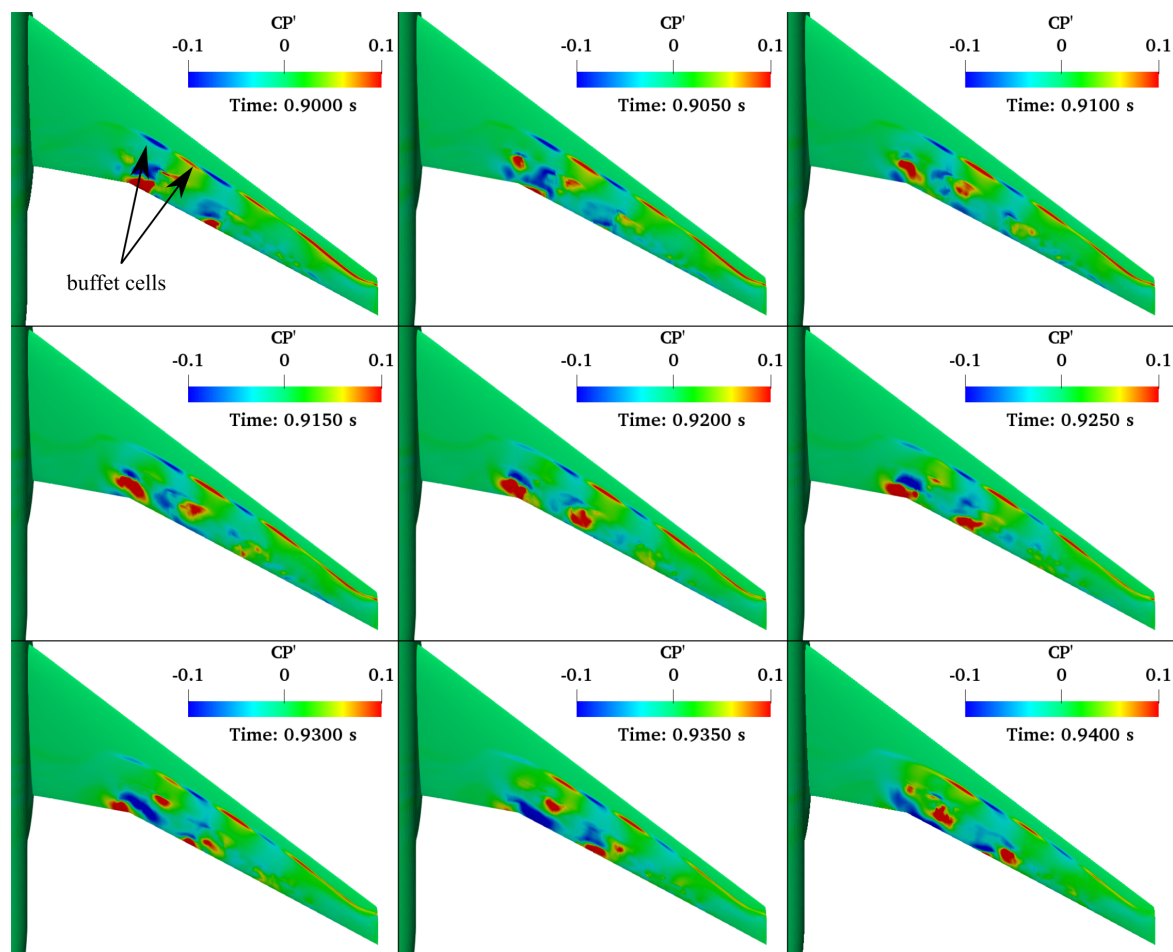 CP'
-0.1 0 0.1
Time: 0.9000 s
buffet cells
CP'
-0.1 0 0.1
Time: 0.9050 s
CP'
-0.1 0 0.1
Time: 0.9100 s
CP'
-0.1 0 0.1
Time: 0.9150 s
CP'
-0.1 0 0.1
Time: 0.9200 s
CP'
-0.1 0 0.1
Time: 0.9250 s
CP'
-0.1 0 0.1
Time: 0.9300 s
CP'
-0.1 0 0.1
Time: 0.9350 s
CP'
-0.1 0 0.1
Time: 0.9400 s